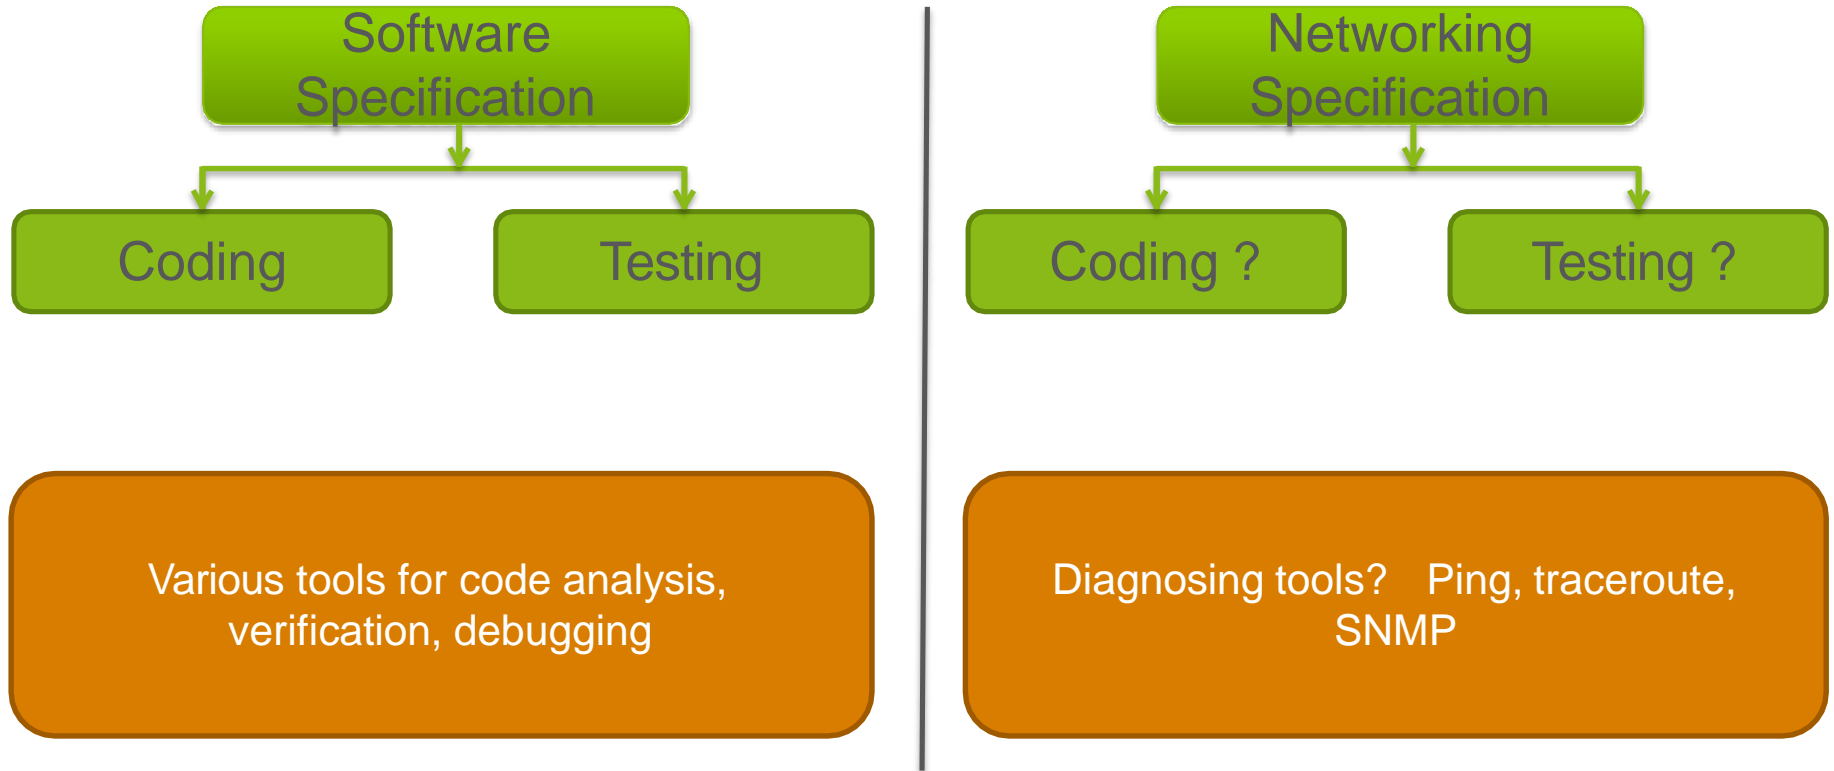 Software
Specification
Coding
Testing
Various tools for code analysis,
verification, debugging
Networking
Specification
Coding ?
Testing ?
Diagnosing tools? Ping, traceroute,
SNMP